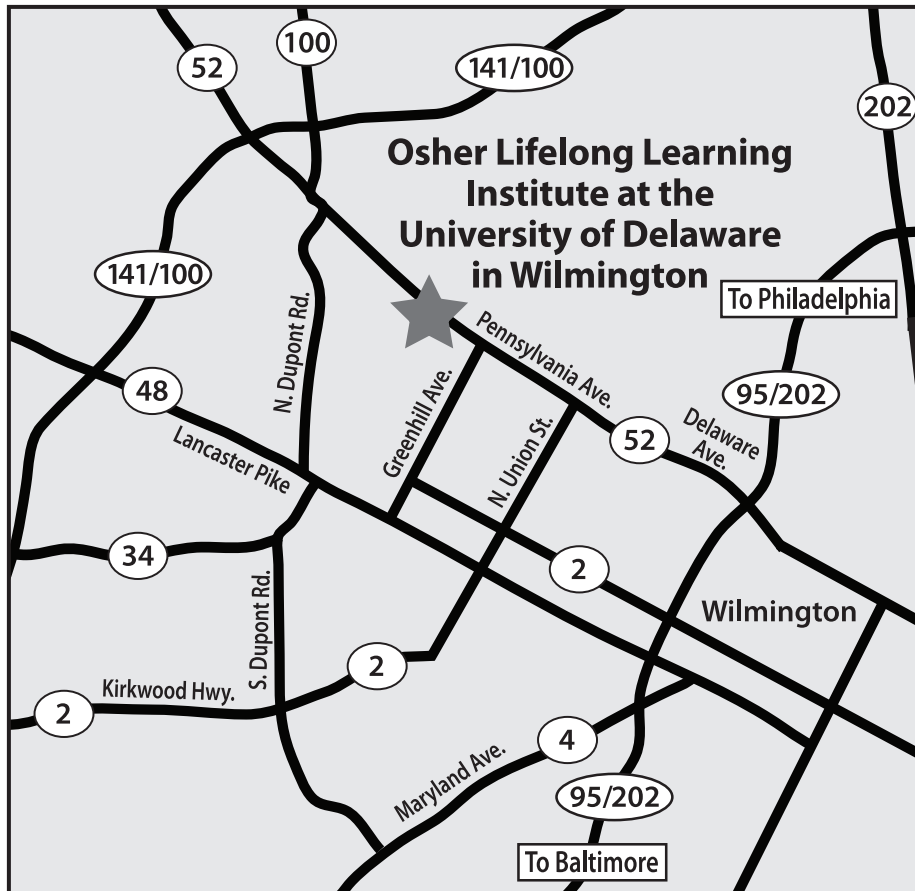 100
52
141/100
202
Osher Lifelong Learning
Institute at the
University of Delaware
in Wilmington
141/100
To Philadelphia
N. Dupont Rd.
Pennsylvania Ave.
48
Greenhill Ave.
95/202
Lancaster Pike
N. Union St.
52
Delaware
Ave.
34
2
Wilmington
S. Dupont Rd.
2
Kirkwood Hwy.
2
4
Maryland Ave.
95/202
To Baltimore